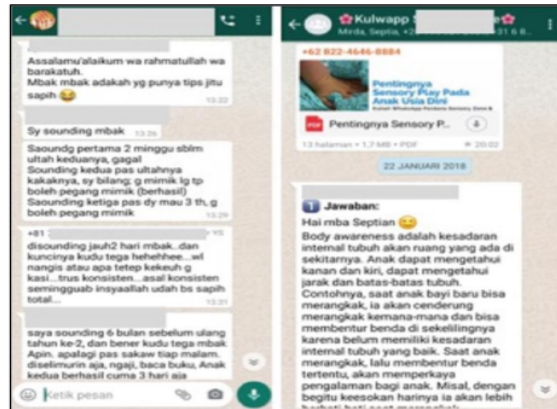 Assalamu'alaikum wa rahmatullah wa
barakatuh.
Mbak mbak adakah yg punya tips jitu
sapih 😂
13.22
Sy sounding mbak 13.26
Saoundg pertama 2 minggu sblm
ultah keduanya, gagal
Sounding kedua pas ultahnya
kakaknya, sy bilang; g mimik lg tp
boleh pegang mimik (berhasil)
Saounding ketiga pas dy mau 3 th, g
boleh pegang mimik
13.29
+81
disounding jauh2 hari mbak..dan
kuncinya kudu tega hehehhee...wl
nangis atau apa tetep kekeuh g
kasi...trus konsisten...asal konsisten
semingguab insyaallah udah bs sapih
total...
13.31
saya sounding 6 bulan sebelum ulang
tahun ke-2, dan bener kudu tega mbak
Apin. apalagi pas sakaw tiap malam.
diselimurin aja, ngaji, baca buku, Anak
kedua berhasil cuma 3 hari aja
Ketik pesan
🌸Kulwapp e🌸
Mirda, Septia,
+62 822-4646-8884
Pentingnya
Sensory Play Pada
Anak Usia Dini
Pentingnya Sensory P...
13 halaman • 1,7 MB • PDF 20.02
22 JANUARI 2018
1 Jawaban:
Hai mba Septian 😊
Body awareness adalah kesadaran
internal tubuh akan ruang yang ada di
sekitarnya. Anak dapat mengetahui
kanan dan kiri, dapat mengetahui
jarak dan batas-batas tubuh.
Contohnya, saat anak bayi baru bisa
merangkak, ia akan cenderung
merangkak kemana-mana dan bisa
membentur benda di sekelilingnya
karena belum memiliki kesadaran
internal tubuh yang baik. Saat anak
merangkak, lalu membentur benda
tertentu, akan memperkaya
pengalaman bagi anak. Misal, dengan
begitu keesokan harinya ia akan lebih